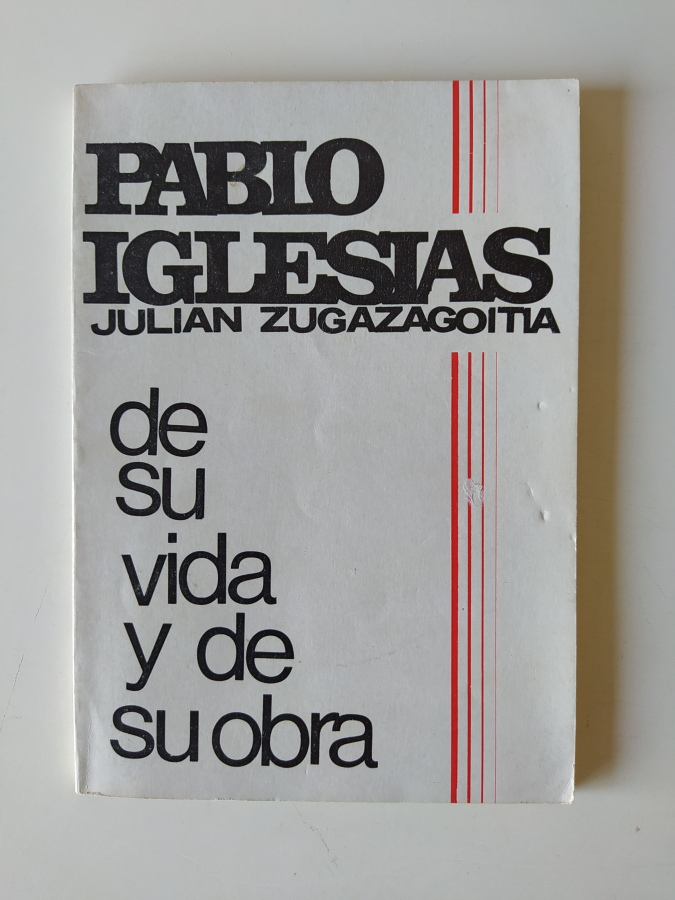 PABLO
IGLESIAS
JULIAN ZUGAZAGOITIA
de
su
vida
y de
su obra